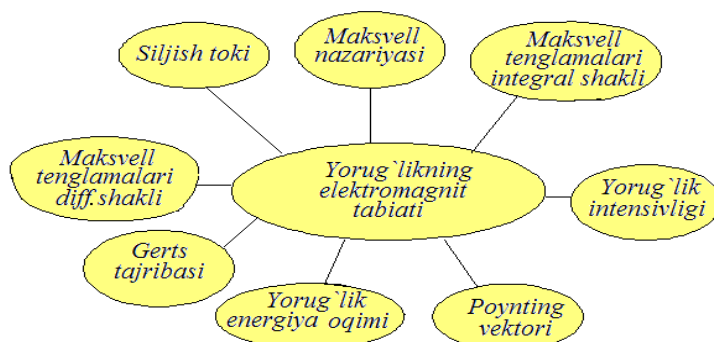 Siljish toki
Maksvell
nazariyasi
Maksvell
tenglamalari
integral shakli
Maksvell
tenglamalari
diff.shakli
Yorug`likning
elektromagnit
tabiati
Yorug`lik
intensivligi
Gerts
tajribasi
Yorug`lik
energiya oqimi
Poynting
vektori